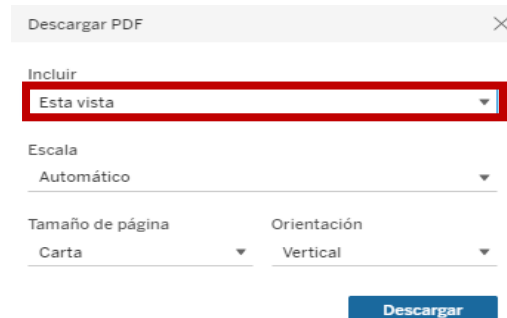 Descargar PDF
Incluir
Esta vista
Escala
Automático
Tamaño de página
Orientación
Carta
Vertical
Descargar